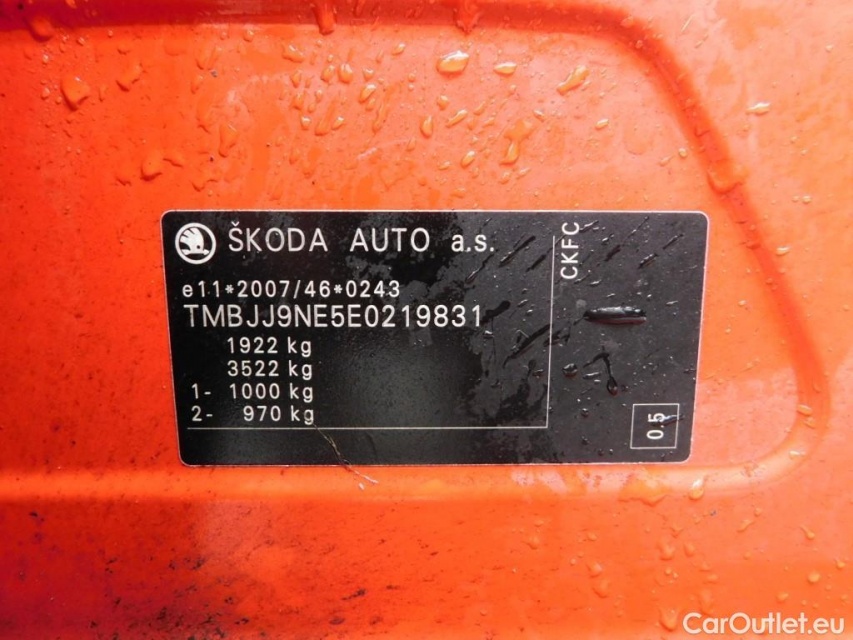 ŠKODA AUTO a.s.
CKFC
e11*2007/46*0243
TMBJJ9NE5E0219831
1922 kg
3522 kg
1- 1000 kg
2- 970 kg
0.5
CarOutlet.eu